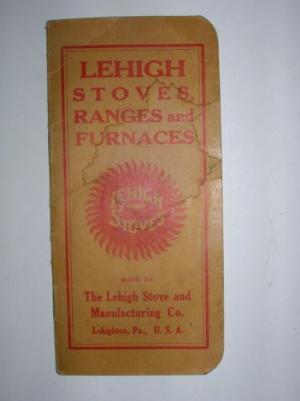 LEHIGH
STOVES,
RANGES and
FURNACES
LEHIGH
STOVES
MADE BY
The Lehigh Stove and
Manufacturing Co.
Lehighton, Pa., U. S. A.